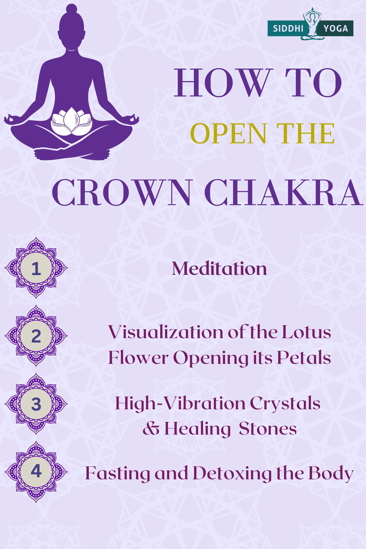 SIDDHI YOGA
HOW TO
OPEN THE
CROWN CHAKRA
1
Meditation
2
Visualization of the Lotus
Flower Opening its Petals
3
High-Vibration Crystals
& Healing Stones
4
Fasting and Detoxing the Body